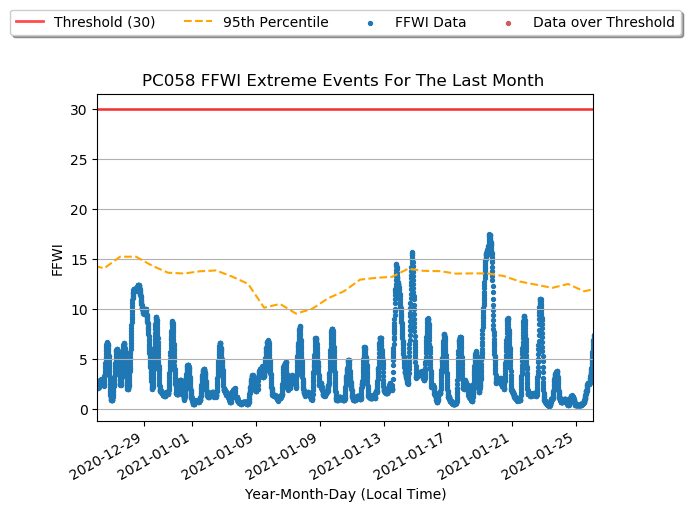 Threshold (30) 95th Percentile FFWI Data Data over Threshold
PC058 FFWI Extreme Events For The Last Month
30
25
20
15
10
5
0
FFWI
2020-12-29 2021-01-01 2021-01-05 2021-01-09 2021-01-13 2021-01-17 2021-01-21 2021-01-25
Year-Month-Day (Local Time)